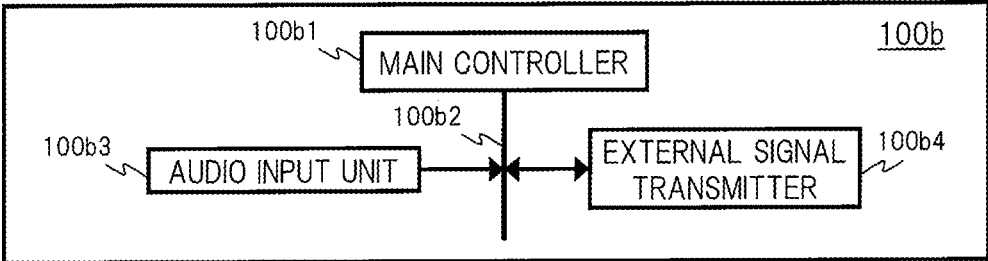 100b1
100b
MAIN CONTROLLER
100b2
100b3
100b4
AUDIO INPUT UNIT
EXTERNAL SIGNAL
TRANSMITTER